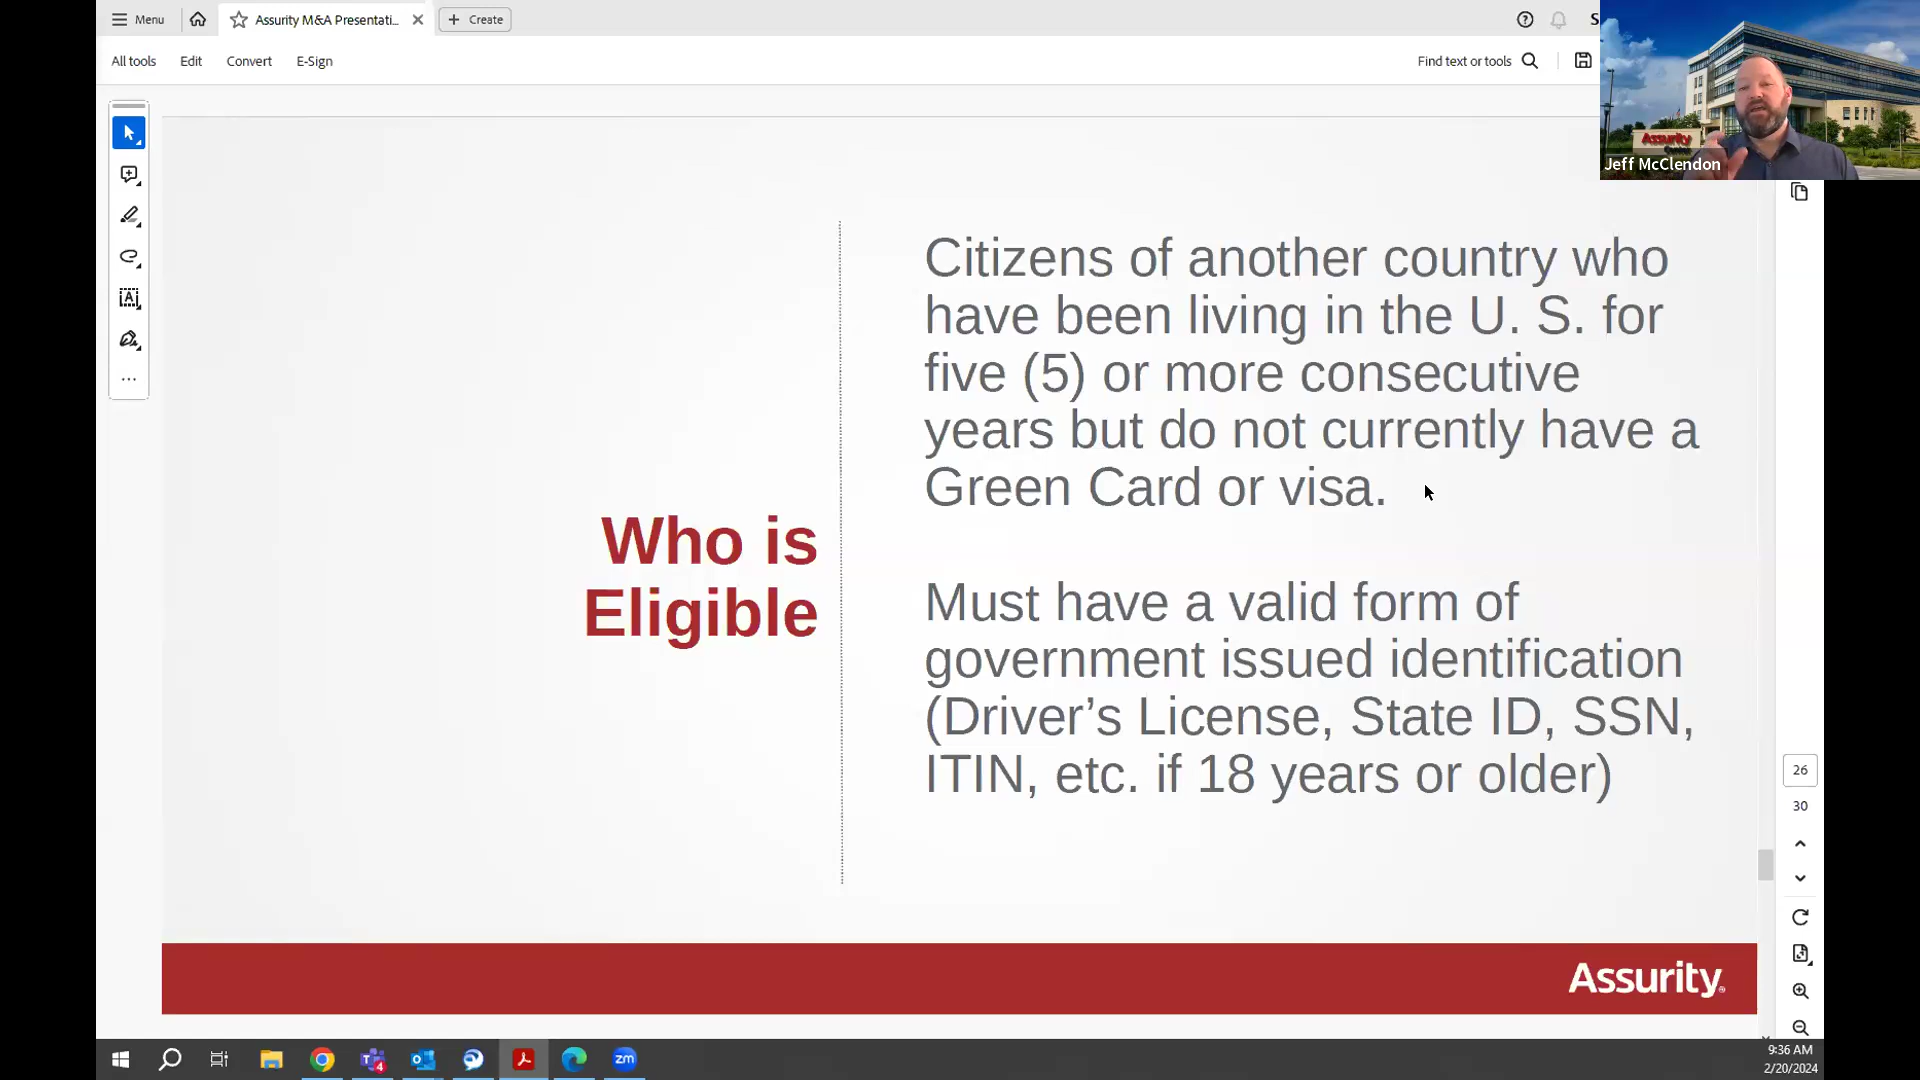 Menu
Assurity M&A Presentati...
Create
S
All tools
Edit
Convert
E-Sign
Find text or tools
Assurity
Jeff McClendon
Who is
Eligible
Citizens of another country who
have been living in the U. S. for
five (5) or more consecutive
years but do not currently have a
Green Card or visa.
Must have a valid form of
government issued identification
(Driver’s License, State ID, SSN,
ITIN, etc. if 18 years or older)
26
30
Assurity®
4
zm
9:36 AM
2/20/2024